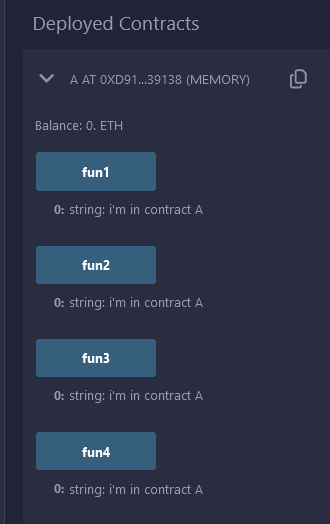 Deployed Contracts
A AT 0XD91...39138 (MEMORY)
Balance: 0. ETH
fun1
0: string: i'm in contract A
fun2
0: string: i'm in contract A
fun3
0: string: i'm in contract A
fun4
0: string: i'm in contract A